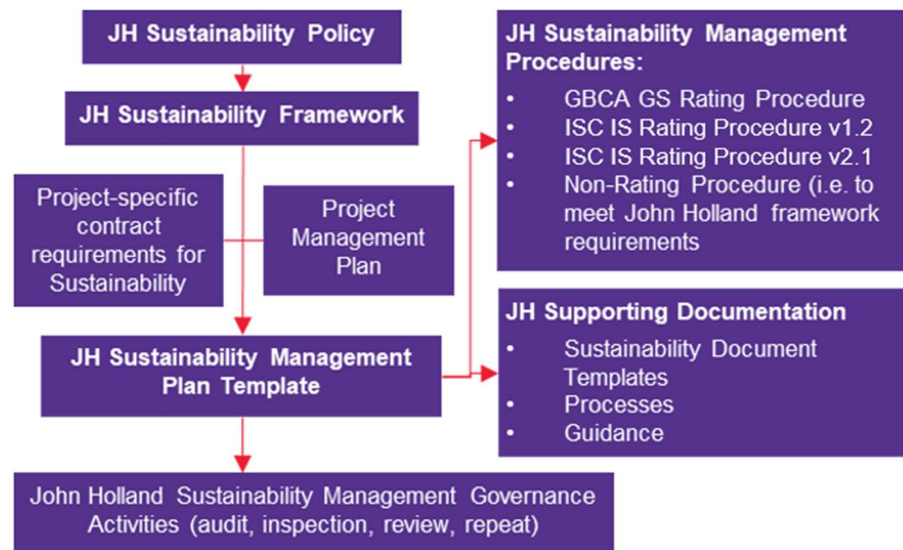 JH Sustainability Policy
JH Sustainability Framework
Project-specific
contract
requirements for
Sustainability
Project
Management
Plan
JH Sustainability Management
Plan Template
John Holland Sustainability Management Governance
Activities (audit, inspection, review, repeat)
JH Sustainability Management
Procedures:
• GBCA GS Rating Procedure
• ISC IS Rating Procedure v1.2
• ISC IS Rating Procedure v2.1
• Non-Rating Procedure (i.e. to
meet John Holland framework
requirements
JH Supporting Documentation
• Sustainability Document
Templates
• Processes
• Guidance